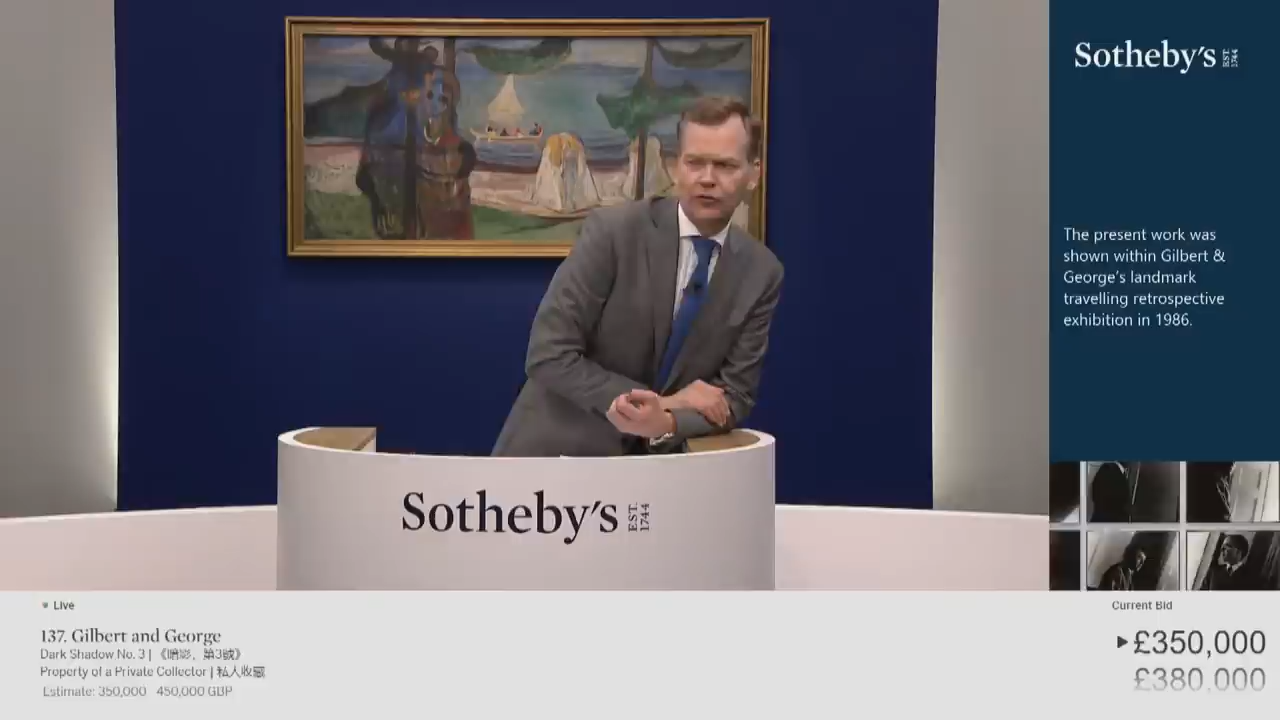 Sotheby's EST. 1744
The present work was
shown within Gilbert &
George's landmark
travelling retrospective
exhibition in 1986.
Sotheby's EST. 1744
Live
137. Gilbert and George
Dark Shadow No. 3 | 《暗影，第3號》
Property of a Private Collector | 私人收藏
Estimate: 350,000 450,000 GBP
Current Bid
£350,000
£380,000